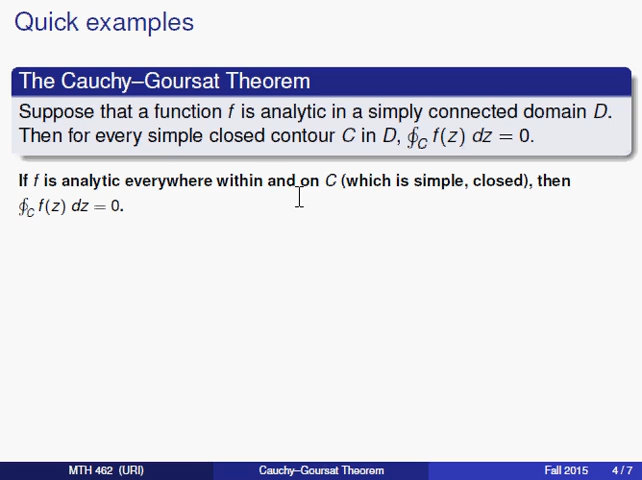 Quick examples
The Cauchy–Goursat Theorem
Suppose that a function f is analytic in a simply connected domain D.
Then for every simple closed contour C in D, ∮_C f(z) dz = 0.
If f is analytic everywhere within and on C (which is simple, closed), then
∮_C f(z) dz = 0.
MTH 462 (URI) Cauchy–Goursat Theorem Fall 2015 4 / 7